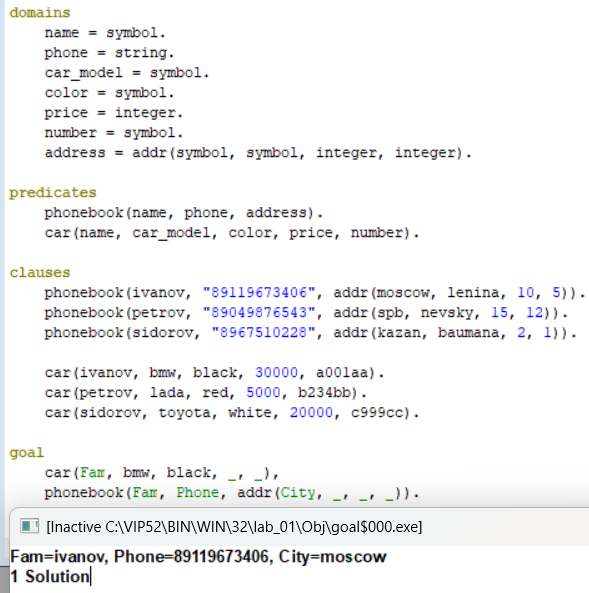 domains
name = symbol.
phone = string.
car_model = symbol.
color = symbol.
price = integer.
number = symbol.
address = addr(symbol, symbol, integer, integer).
predicates
phonebook(name, phone, address).
car(name, car_model, color, price, number).
clauses
phonebook(ivanov, "89119673406", addr(moscow, lenina, 10, 5)).
phonebook(petrov, "89049876543", addr(spb, nevsky, 15, 12)).
phonebook(sidorov, "8967510228", addr(kazan, baumana, 2, 1)).
car(ivanov, bmw, black, 30000, a001aa).
car(petrov, lada, red, 5000, b234bb).
car(sidorov, toyota, white, 20000, c999cc).
goal
car(Fam, bmw, black, _, _),
phonebook(Fam, Phone, addr(City, _, _, _)).
[Inactive C:\VIP52\BIN\WIN\32\lab_01\Obj\goal$000.exe]
Fam=ivanov, Phone=89119673406, City=moscow
1 Solution